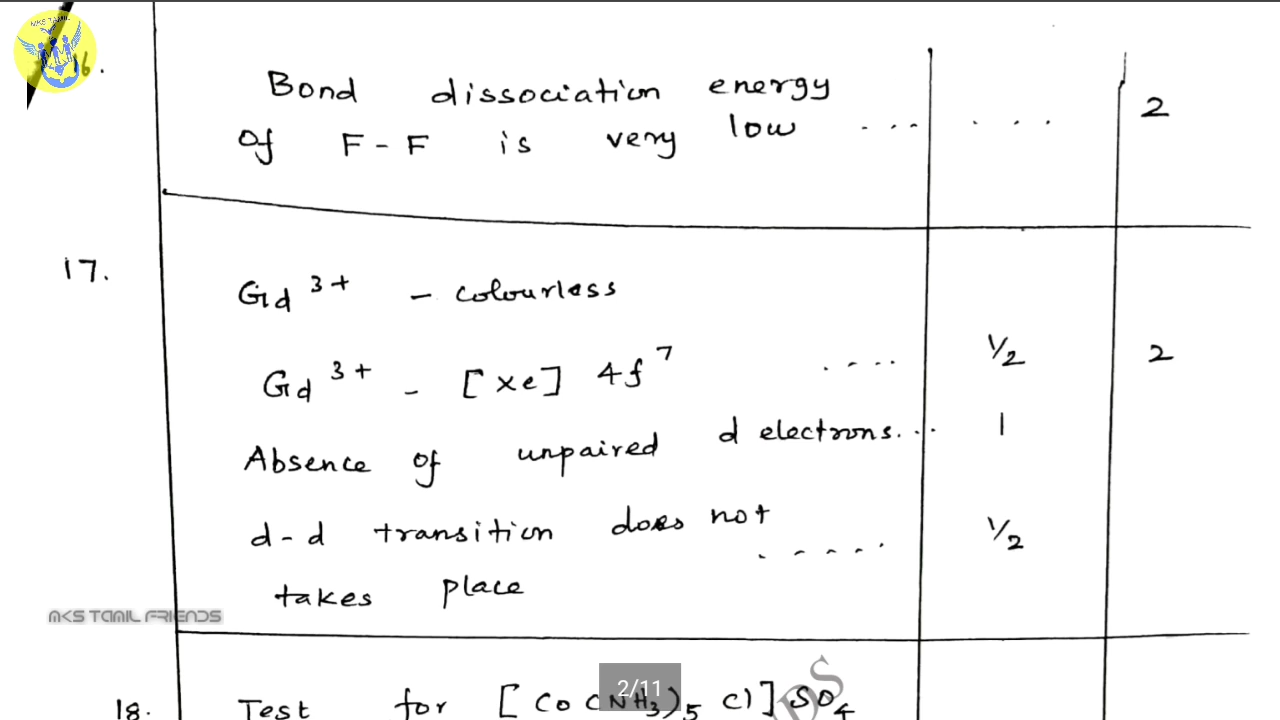 MKS TAMIL
16.
Bond dissociation energy
of F - F is very low ... ... 2
17.
Gd 3+ - colourless
Gd 3+ - [Xe] 4f 7 .... 1/2 2
Absence of unpaired d electrons... 1
d-d transition does not ..... 1/2
takes place
MKS TAMIL FRIENDS
2/11
18. Test for [Co(NH3)5 Cl] SO4